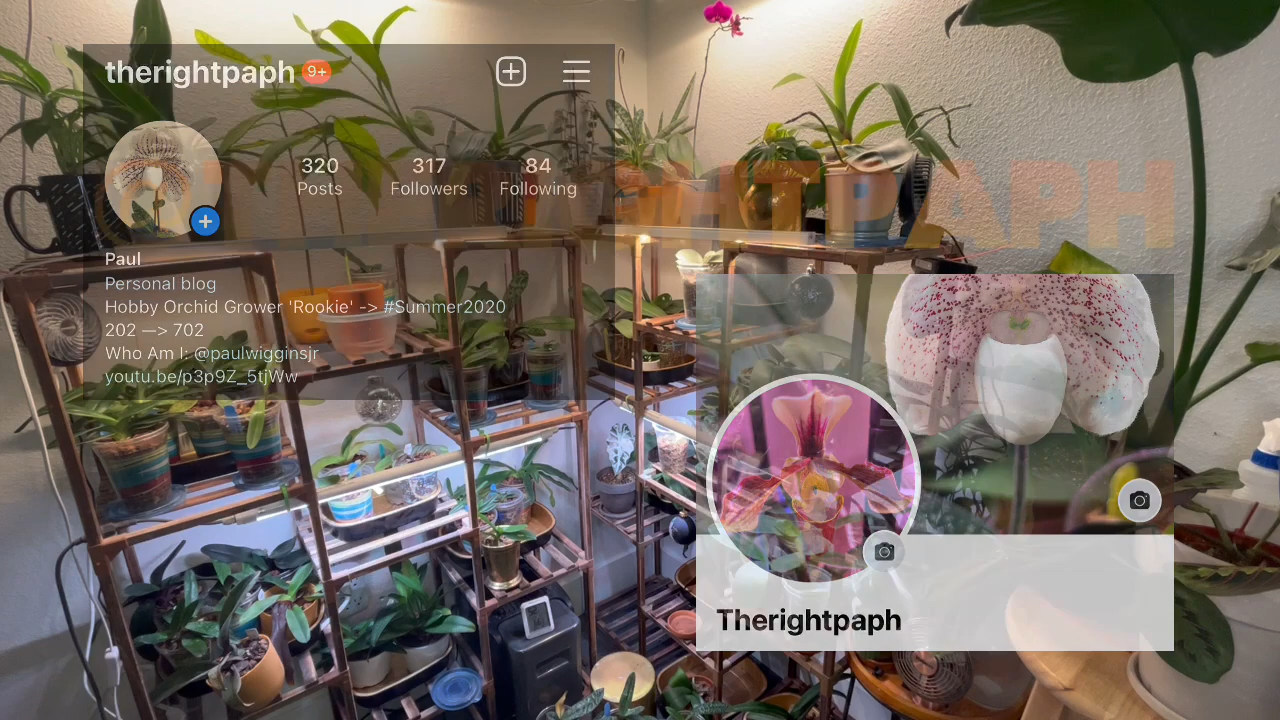 therightpaph 9+
320 317 84
Posts Followers Following
Paul
Personal blog
Hobby Orchid Grower 'Rookie' -> #Summer2020
202 —> 702
Who Am I: @paulwigginsjr
youtu.be/p3p9Z_5tjWw
HTPAPH
Therightpaph